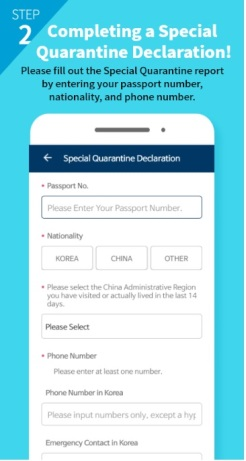 STEP
2
Completing a Special
Quarantine Declaration!
Please fill out the Special Quarantine report
by entering your passport number,
nationality, and phone number.
← Special Quarantine Declaration
• Passport No.
Please Enter Your Passport Number.
• Nationality
KOREA CHINA OTHER
• Please select the China Administrative Region
you have visited or actually lived in the last 14
days.
Please Select
• Phone Number
Please enter at least one number.
Phone Number in Korea
Please input numbers only, except a hyp
Emergency Contact in Korea